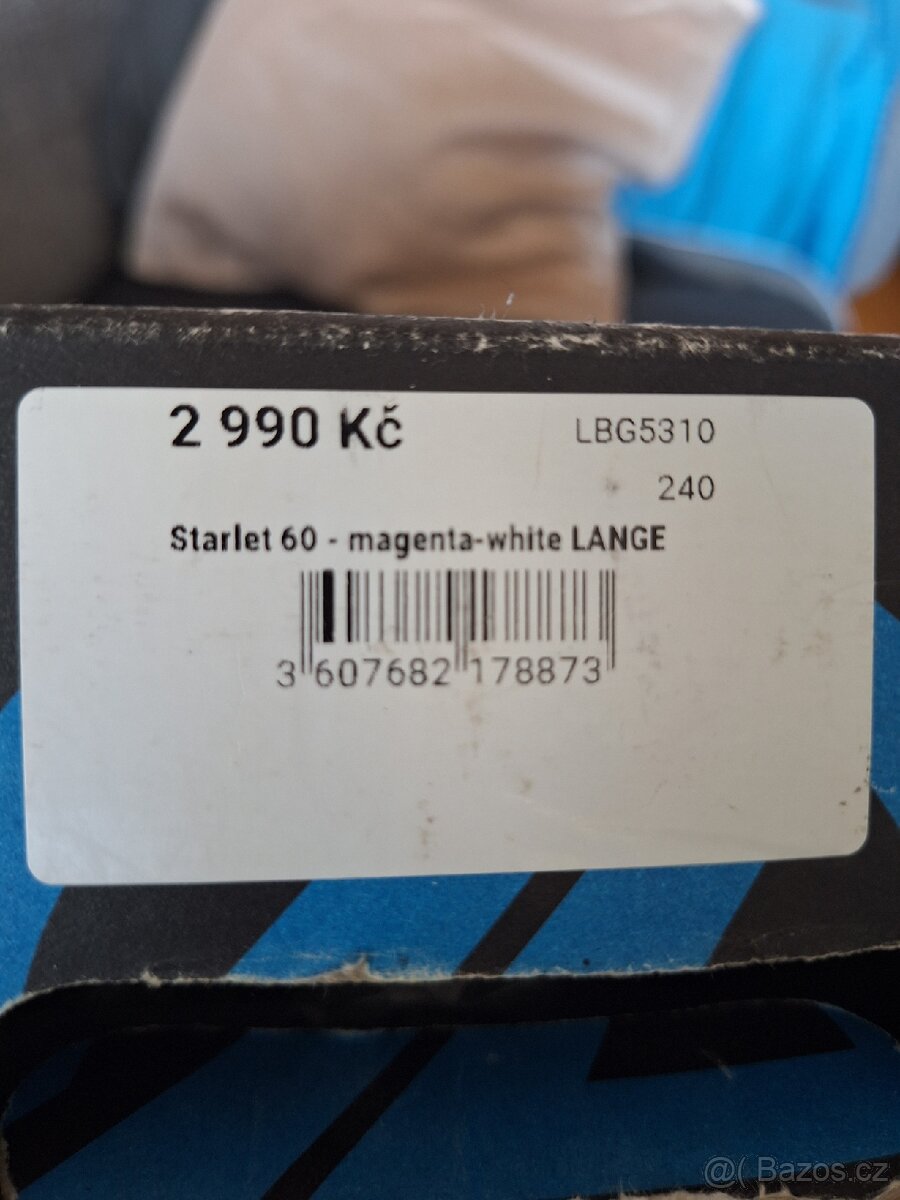 2 990 Kč LBG5310
240
Starlet 60 - magenta-white LANGE
3 607682 178873
@( Bazos.cz